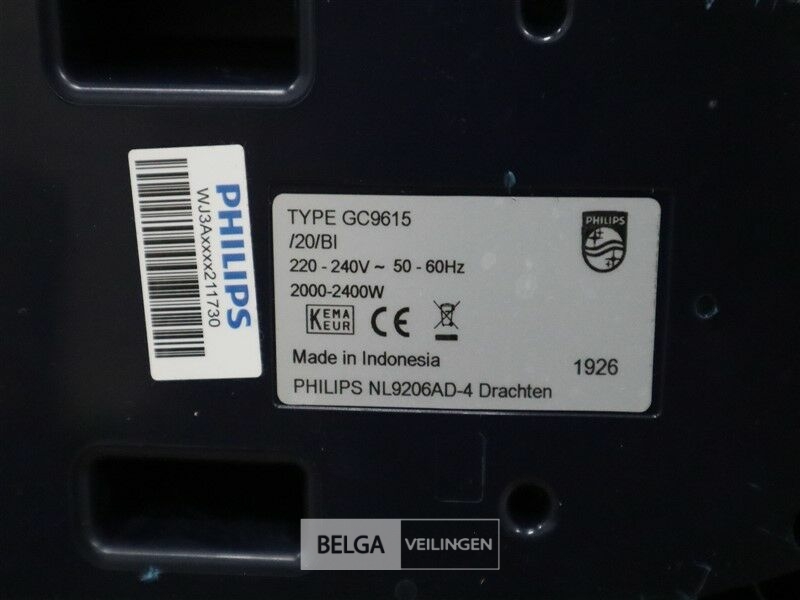 PHILIPS
WJ3Axxxx211730
TYPE GC9615
/20/BI
220 - 240V ~ 50 - 60Hz
2000-2400W
KEMA
KEUR
CE
Made in Indonesia
PHILIPS NL9206AD-4 Drachten
PHILIPS
1926
BELGA VEILINGEN